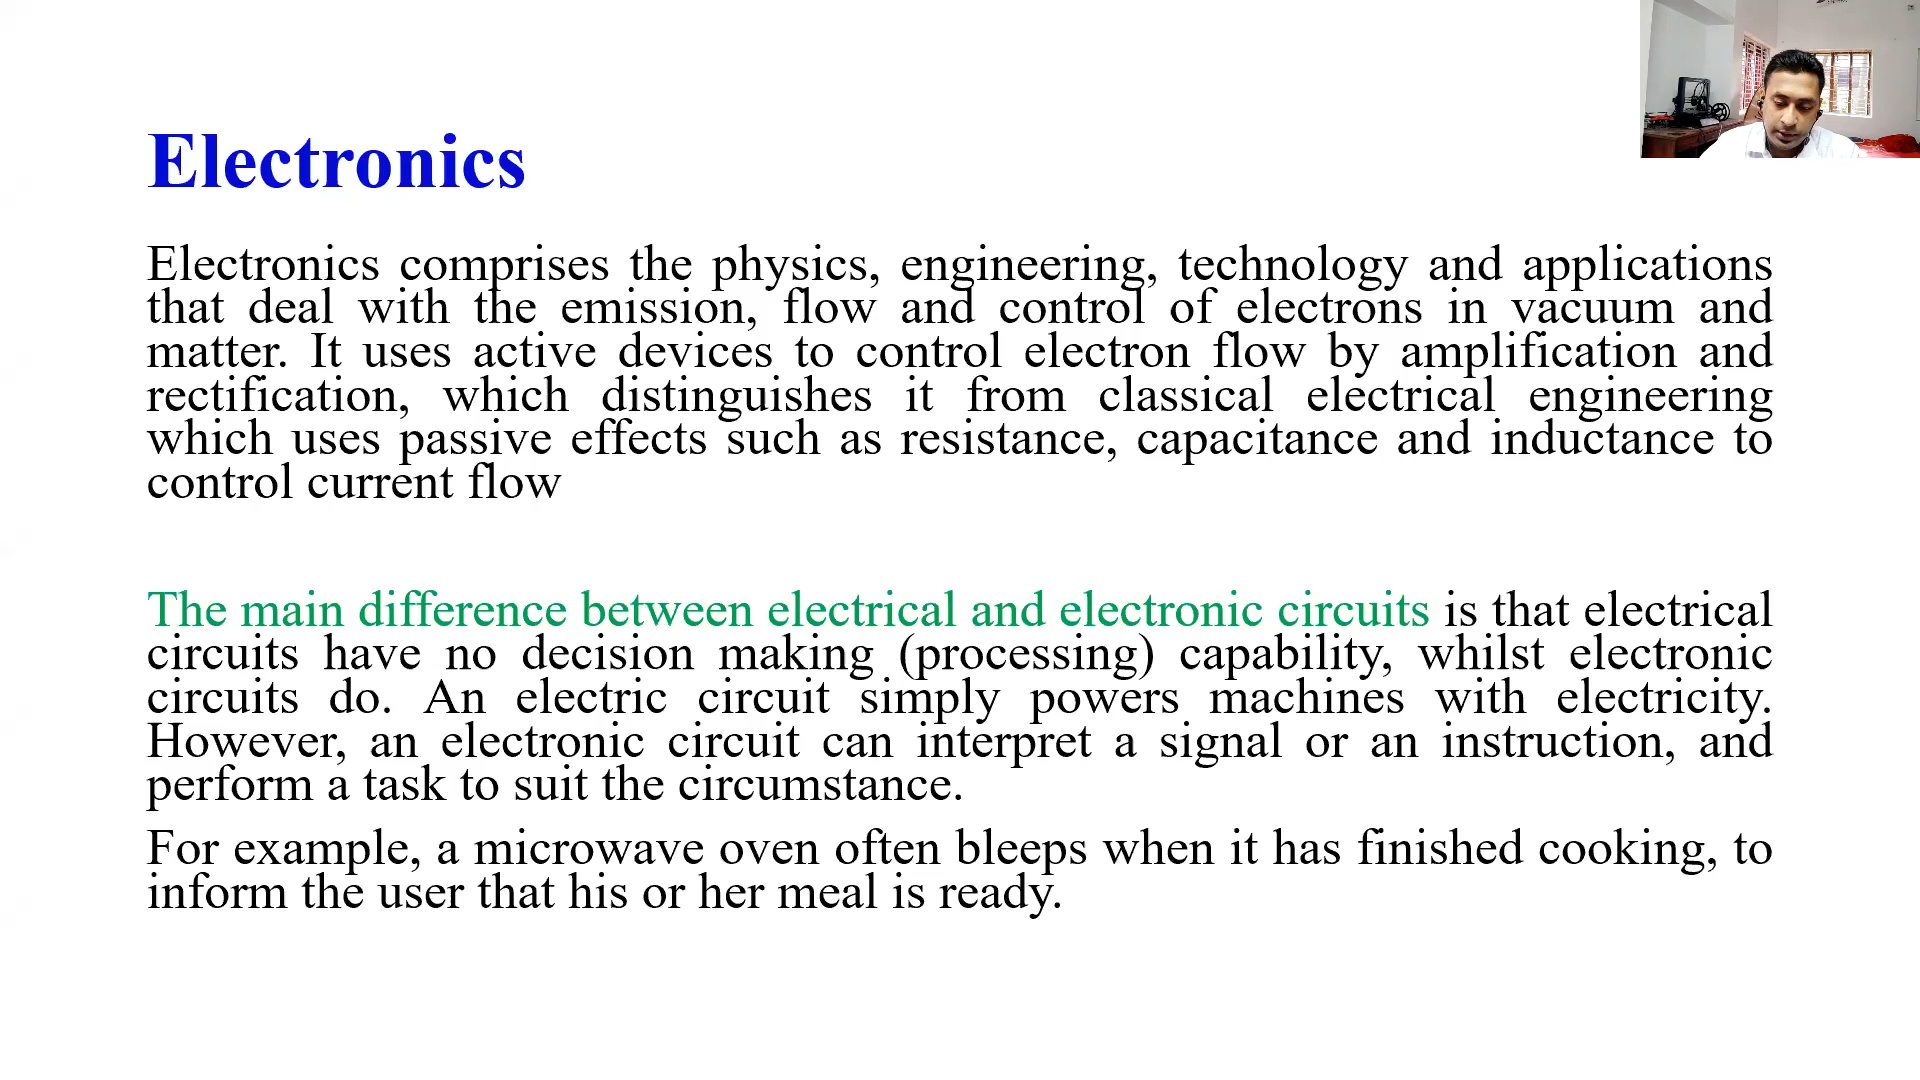 Electronics
Electronics comprises the physics, engineering, technology and applications
that deal with the emission, flow and control of electrons in vacuum and
matter. It uses active devices to control electron flow by amplification and
rectification, which distinguishes it from classical electrical engineering
which uses passive effects such as resistance, capacitance and inductance to
control current flow
The main difference between electrical and electronic circuits is that electrical
circuits have no decision making (processing) capability, whilst electronic
circuits do. An electric circuit simply powers machines with electricity.
However, an electronic circuit can interpret a signal or an instruction, and
perform a task to suit the circumstance.
For example, a microwave oven often bleeps when it has finished cooking, to
inform the user that his or her meal is ready.